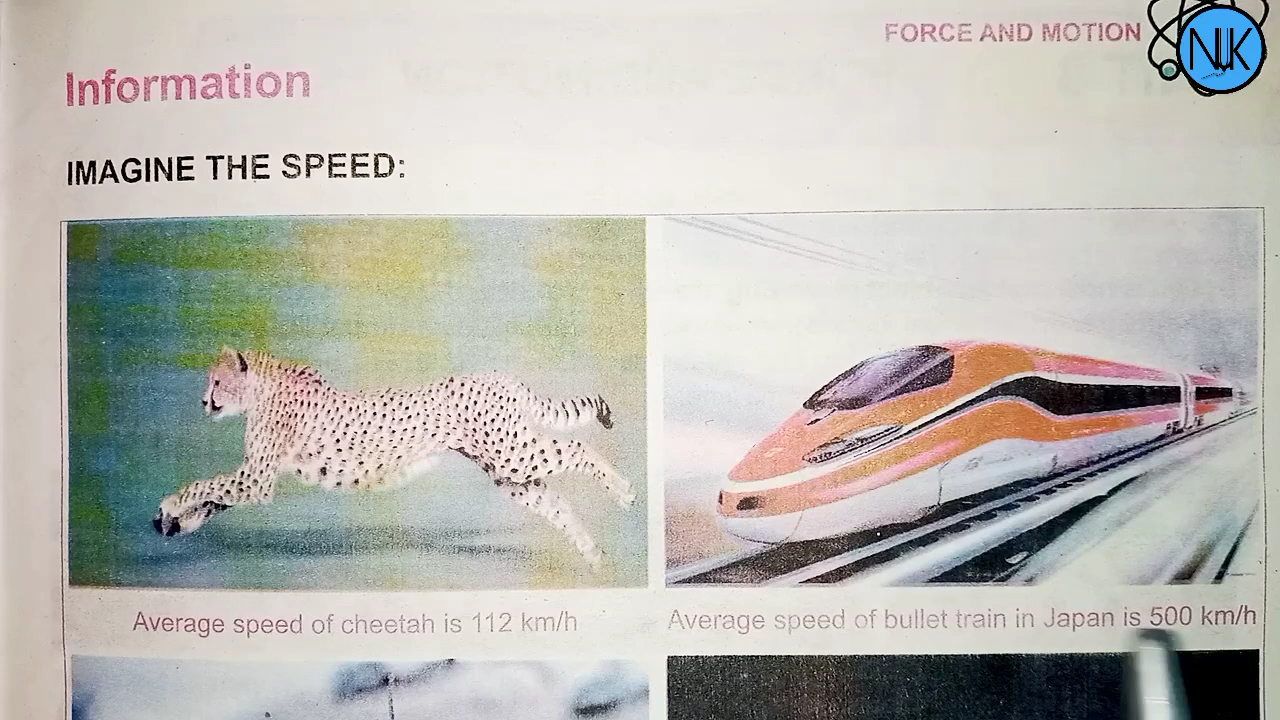 FORCE AND MOTION
NJK
Information
IMAGINE THE SPEED:
Average speed of cheetah is 112 km/h
Average speed of bullet train in Japan is 500 km/h